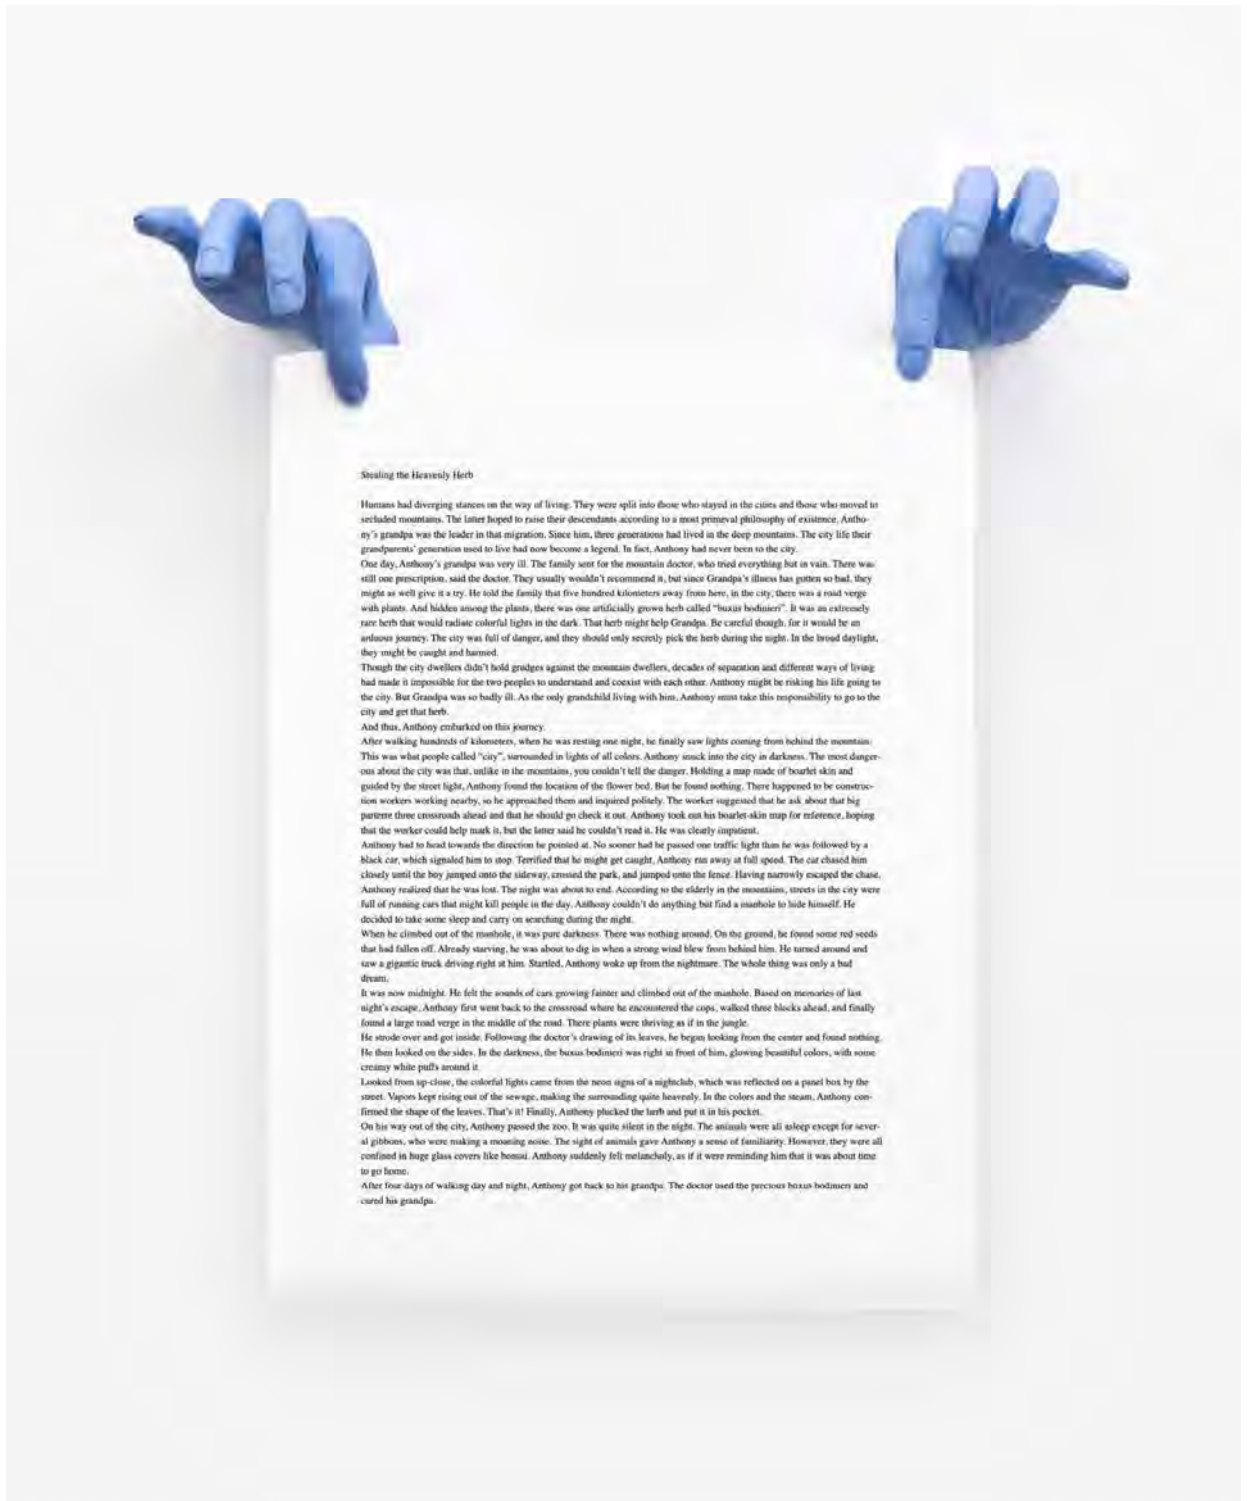 Stealing the Heavenly Herb
Humans had diverging stances on the way of living. They were split into those who stayed in the cities and those who moved to
secluded mountains. The latter hoped to raise their descendants according to a most primeval philosophy of existence. Antho-
ny's grandpa was the leader in that migration. Since him, three generations had lived in the deep mountains. The city life their
grandparents' generation used to live had now become a legend. In fact, Anthony had never been to the city.
One day, Anthony's grandpa was very ill. The family sent for the mountain doctor, who tried everything but in vain. There was
still one prescription, said the doctor. They usually wouldn't recommend it, but since Grandpa's illness has gotten so bad, they
might as well give it a try. He told the family that five hundred kilometers away from here, in the city, there was a road verge
with plants. And hidden among the plants, there was one artificially grown herb called "buxus bodinieri". It was an extremely
rare herb that would radiate colorful lights in the dark. That herb might help Grandpa. Be careful though, for it would be an
arduous journey. The city was full of danger, and they should only secretly pick the herb during the night. In the broad daylight,
they might be caught and harmed.
Though the city dwellers didn't hold grudges against the mountain dwellers, decades of separation and different ways of living
had made it impossible for the two peoples to understand and coexist with each other. Anthony might be risking his life going to
the city. But Grandpa was so badly ill. As the only grandchild living with him, Anthony must take this responsibility to go to the
city and get that herb.
And thus, Anthony embarked on this journey.
After walking hundreds of kilometers, when he was resting one night, he finally saw lights coming from behind the mountain.
This was what people called "city", surrounded in lights of all colors. Anthony snuck into the city in darkness. The most danger-
ous about the city was that, unlike in the mountains, you couldn't tell the danger. Holding a map made of boarlet skin and
guided by the street light, Anthony found the location of the flower bed. But he found nothing. There happened to be construc-
tion workers working nearby, so he approached them and inquired politely. The worker suggested that he ask about that big
parterre three crossroads ahead and that he should go check it out. Anthony took out his boarlet-skin map for reference, hoping
that the worker could help mark it, but the latter said he couldn't read it. He was clearly impatient.
Anthony had to head towards the direction he pointed at. No sooner had he passed one traffic light than he was followed by a
black car, which signaled him to stop. Terrified that he might get caught, Anthony ran away at full speed. The car chased him
closely until the boy jumped onto the sideway, crossed the park, and jumped onto the fence. Having narrowly escaped the chase,
Anthony realized that he was lost. The night was about to end. According to the elderly in the mountains, streets in the city were
full of running cars that might kill people in the day. Anthony couldn't do anything but find a manhole to hide himself. He
decided to take some sleep and carry on searching during the night.
When he climbed out of the manhole, it was pure darkness. There was nothing around. On the ground, he found some red seeds
that had fallen off. Already starving, he was about to dig in when a strong wind blew from behind him. He turned around and
saw a gigantic truck driving right at him. Startled, Anthony woke up from the nightmare. The whole thing was only a bad
dream.
It was now midnight. He felt the sounds of cars growing fainter and climbed out of the manhole. Based on memories of last
night's escape, Anthony first went back to the crossroad where he encountered the cops, walked three blocks ahead, and finally
found a large road verge in the middle of the road. There plants were thriving as if in the jungle.
He strode over and got inside. Following the doctor's drawing of its leaves, he began looking from the center and found nothing.
He then looked on the sides. In the darkness, the buxus bodinieri was right in front of him, glowing beautiful colors, with some
creamy white puffs around it.
Looked from up-close, the colorful lights came from the neon signs of a nightclub, which was reflected on a panel box by the
street. Vapors kept rising out of the sewage, making the surrounding quite heavenly. In the colors and the steam, Anthony con-
firmed the shape of the leaves. That's it! Finally, Anthony plucked the herb and put it in his pocket.
On his way out of the city, Anthony passed the zoo. It was quite silent in the night. The animals were all asleep except for sever-
al gibbons, who were making a moaning noise. The sight of animals gave Anthony a sense of familiarity. However, they were all
confined in huge glass covers like bonsai. Anthony suddenly felt melancholy, as if it were reminding him that it was about time
to go home.
After four days of walking day and night, Anthony got back to his grandpa. The doctor used the precious buxus bodinieri and
cured his grandpa.